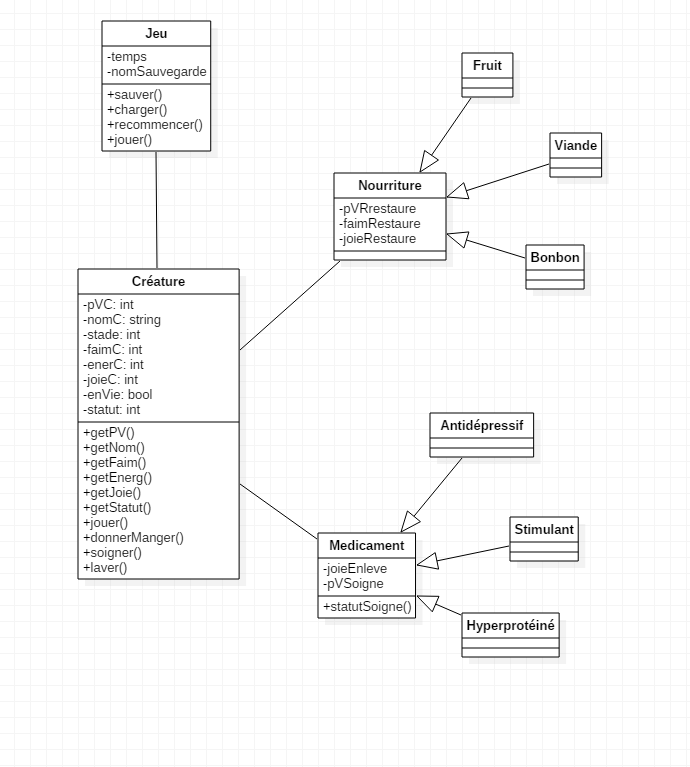 Jeu
-temps
-nomSauvegarde
+sauver()
+charger()
+recommencer()
+jouer()
Fruit
Viande
Nourriture
-pVRrestaure
-faimRestaure
-joieRestaure
Bonbon
Créature
-pVC: int
-nomC: string
-stade: int
-faimC: int
-enerC: int
-joieC: int
-enVie: bool
-statut: int
+getPV()
+getNom()
+getFaim()
+getEnerg()
+getJoie()
+getStatut()
+jouer()
+donnerManger()
+soigner()
+laver()
Antidépressif
Stimulant
Medicament
-joieEnleve
-pVSoigne
+statutSoigne()
Hyperprotéiné